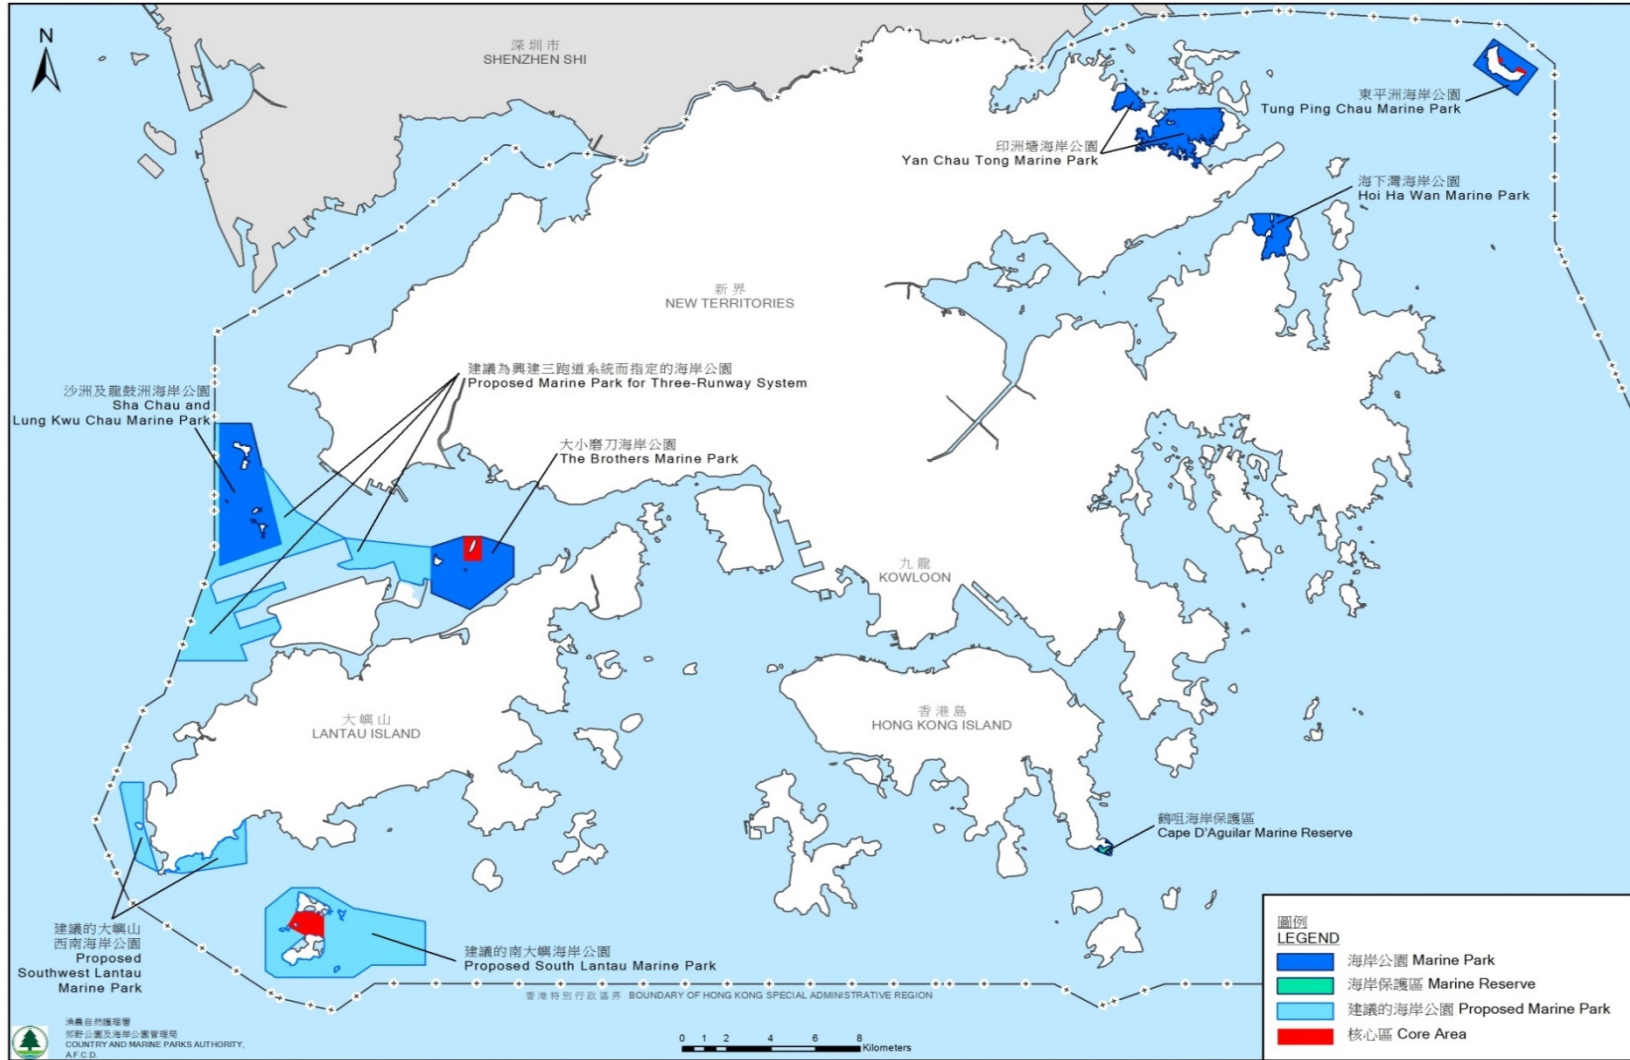 N
深圳市
SHENZHEN SHI
東平洲海岸公園
Tung Ping Chau Marine Park
印洲塘海岸公園
Yan Chau Tong Marine Park
海下灣海岸公園
Hoi Ha Wan Marine Park
新界
NEW TERRITORIES
建議為興建三跑道系統而指定的海岸公園
Proposed Marine Park for Three-Runway System
沙洲及龍鼓洲海岸公園
Sha Chau and
Lung Kwu Chau Marine Park
大小磨刀海岸公園
The Brothers Marine Park
九龍
KOWLOON
大嶼山
LANTAU ISLAND
香港島
HONG KONG ISLAND
鶴咀海岸保護區
Cape D'Aguilar Marine Reserve
建議的大嶼山
西南海岸公園
Proposed
Southwest Lantau
Marine Park
建議的南大嶼海岸公園
Proposed South Lantau Marine Park
香港特別行政區界 BOUNDARY OF HONG KONG SPECIAL ADMINISTRATIVE REGION
圖例
LEGEND
海岸公園 Marine Park
海岸保護區 Marine Reserve
建議的海岸公園 Proposed Marine Park
核心區 Core Area
漁農自然護理署
郊野公園及海岸公園管理局
COUNTRY AND MARINE PARKS AUTHORITY,
A.F.C.D.
0 1 2 4 6 8
Kilometers